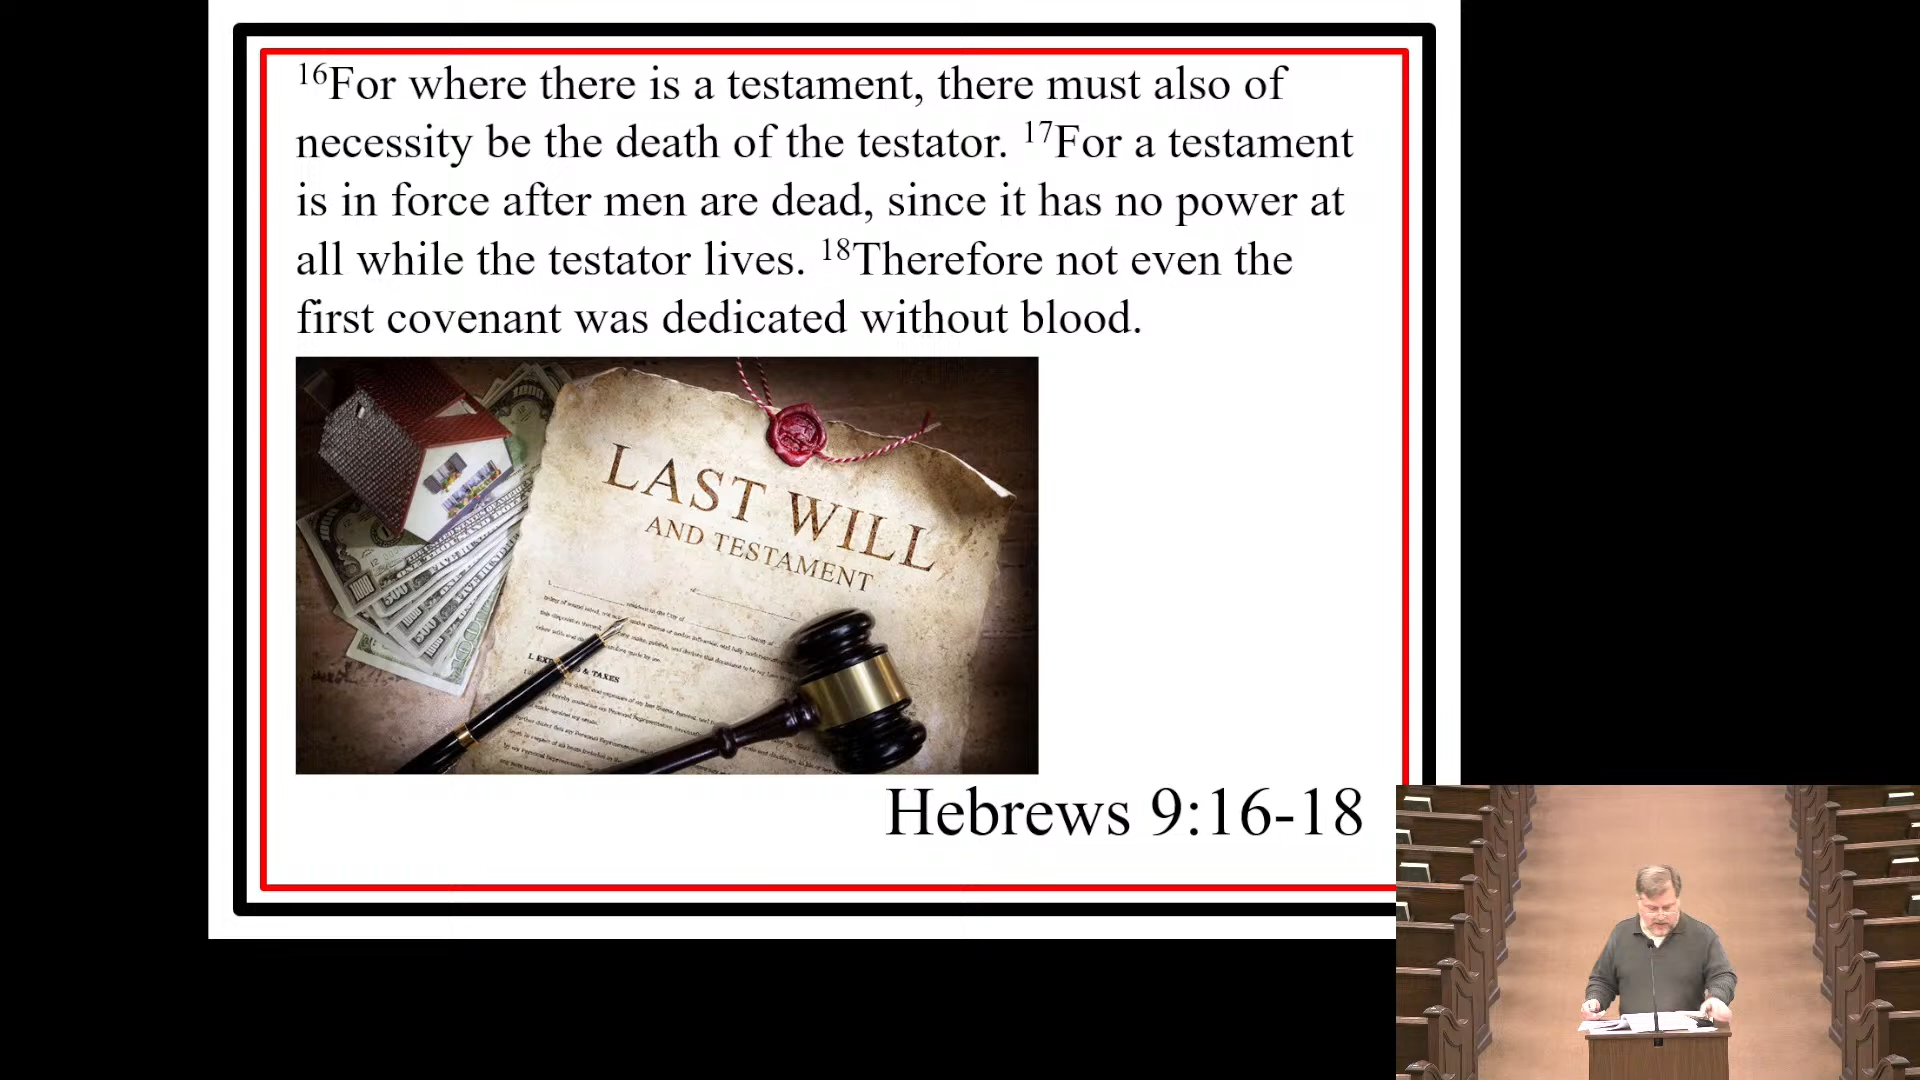 16For where there is a testament, there must also of
necessity be the death of the testator. 17For a testament
is in force after men are dead, since it has no power at
all while the testator lives. 18Therefore not even the
first covenant was dedicated without blood.
LAST WILL
AND TESTAMENT
& TAXES
Hebrews 9:16-18